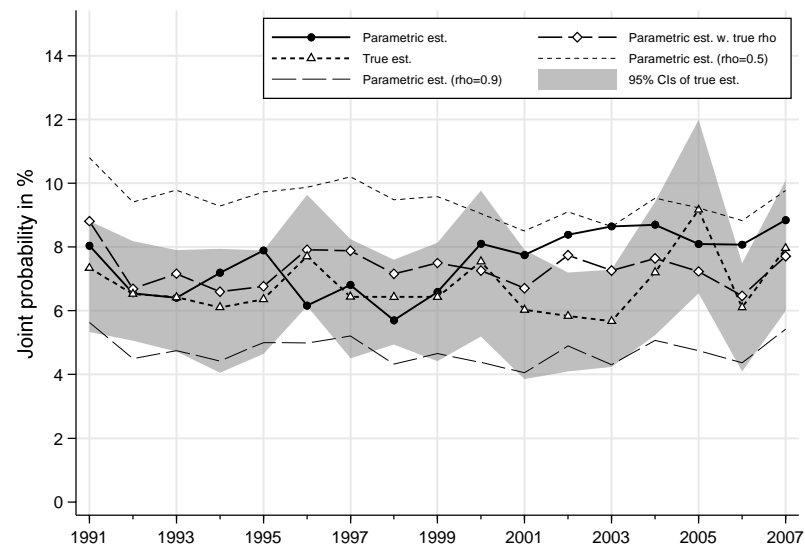 Parametric est.
Parametric est. w. true rho
True est.
Parametric est. (rho=0.5)
Parametric est. (rho=0.9)
95% CIs of true est.
Joint probability in %
14
12
10
8
6
4
2
0
1991 1993 1995 1997 1999 2001 2003 2005 2007